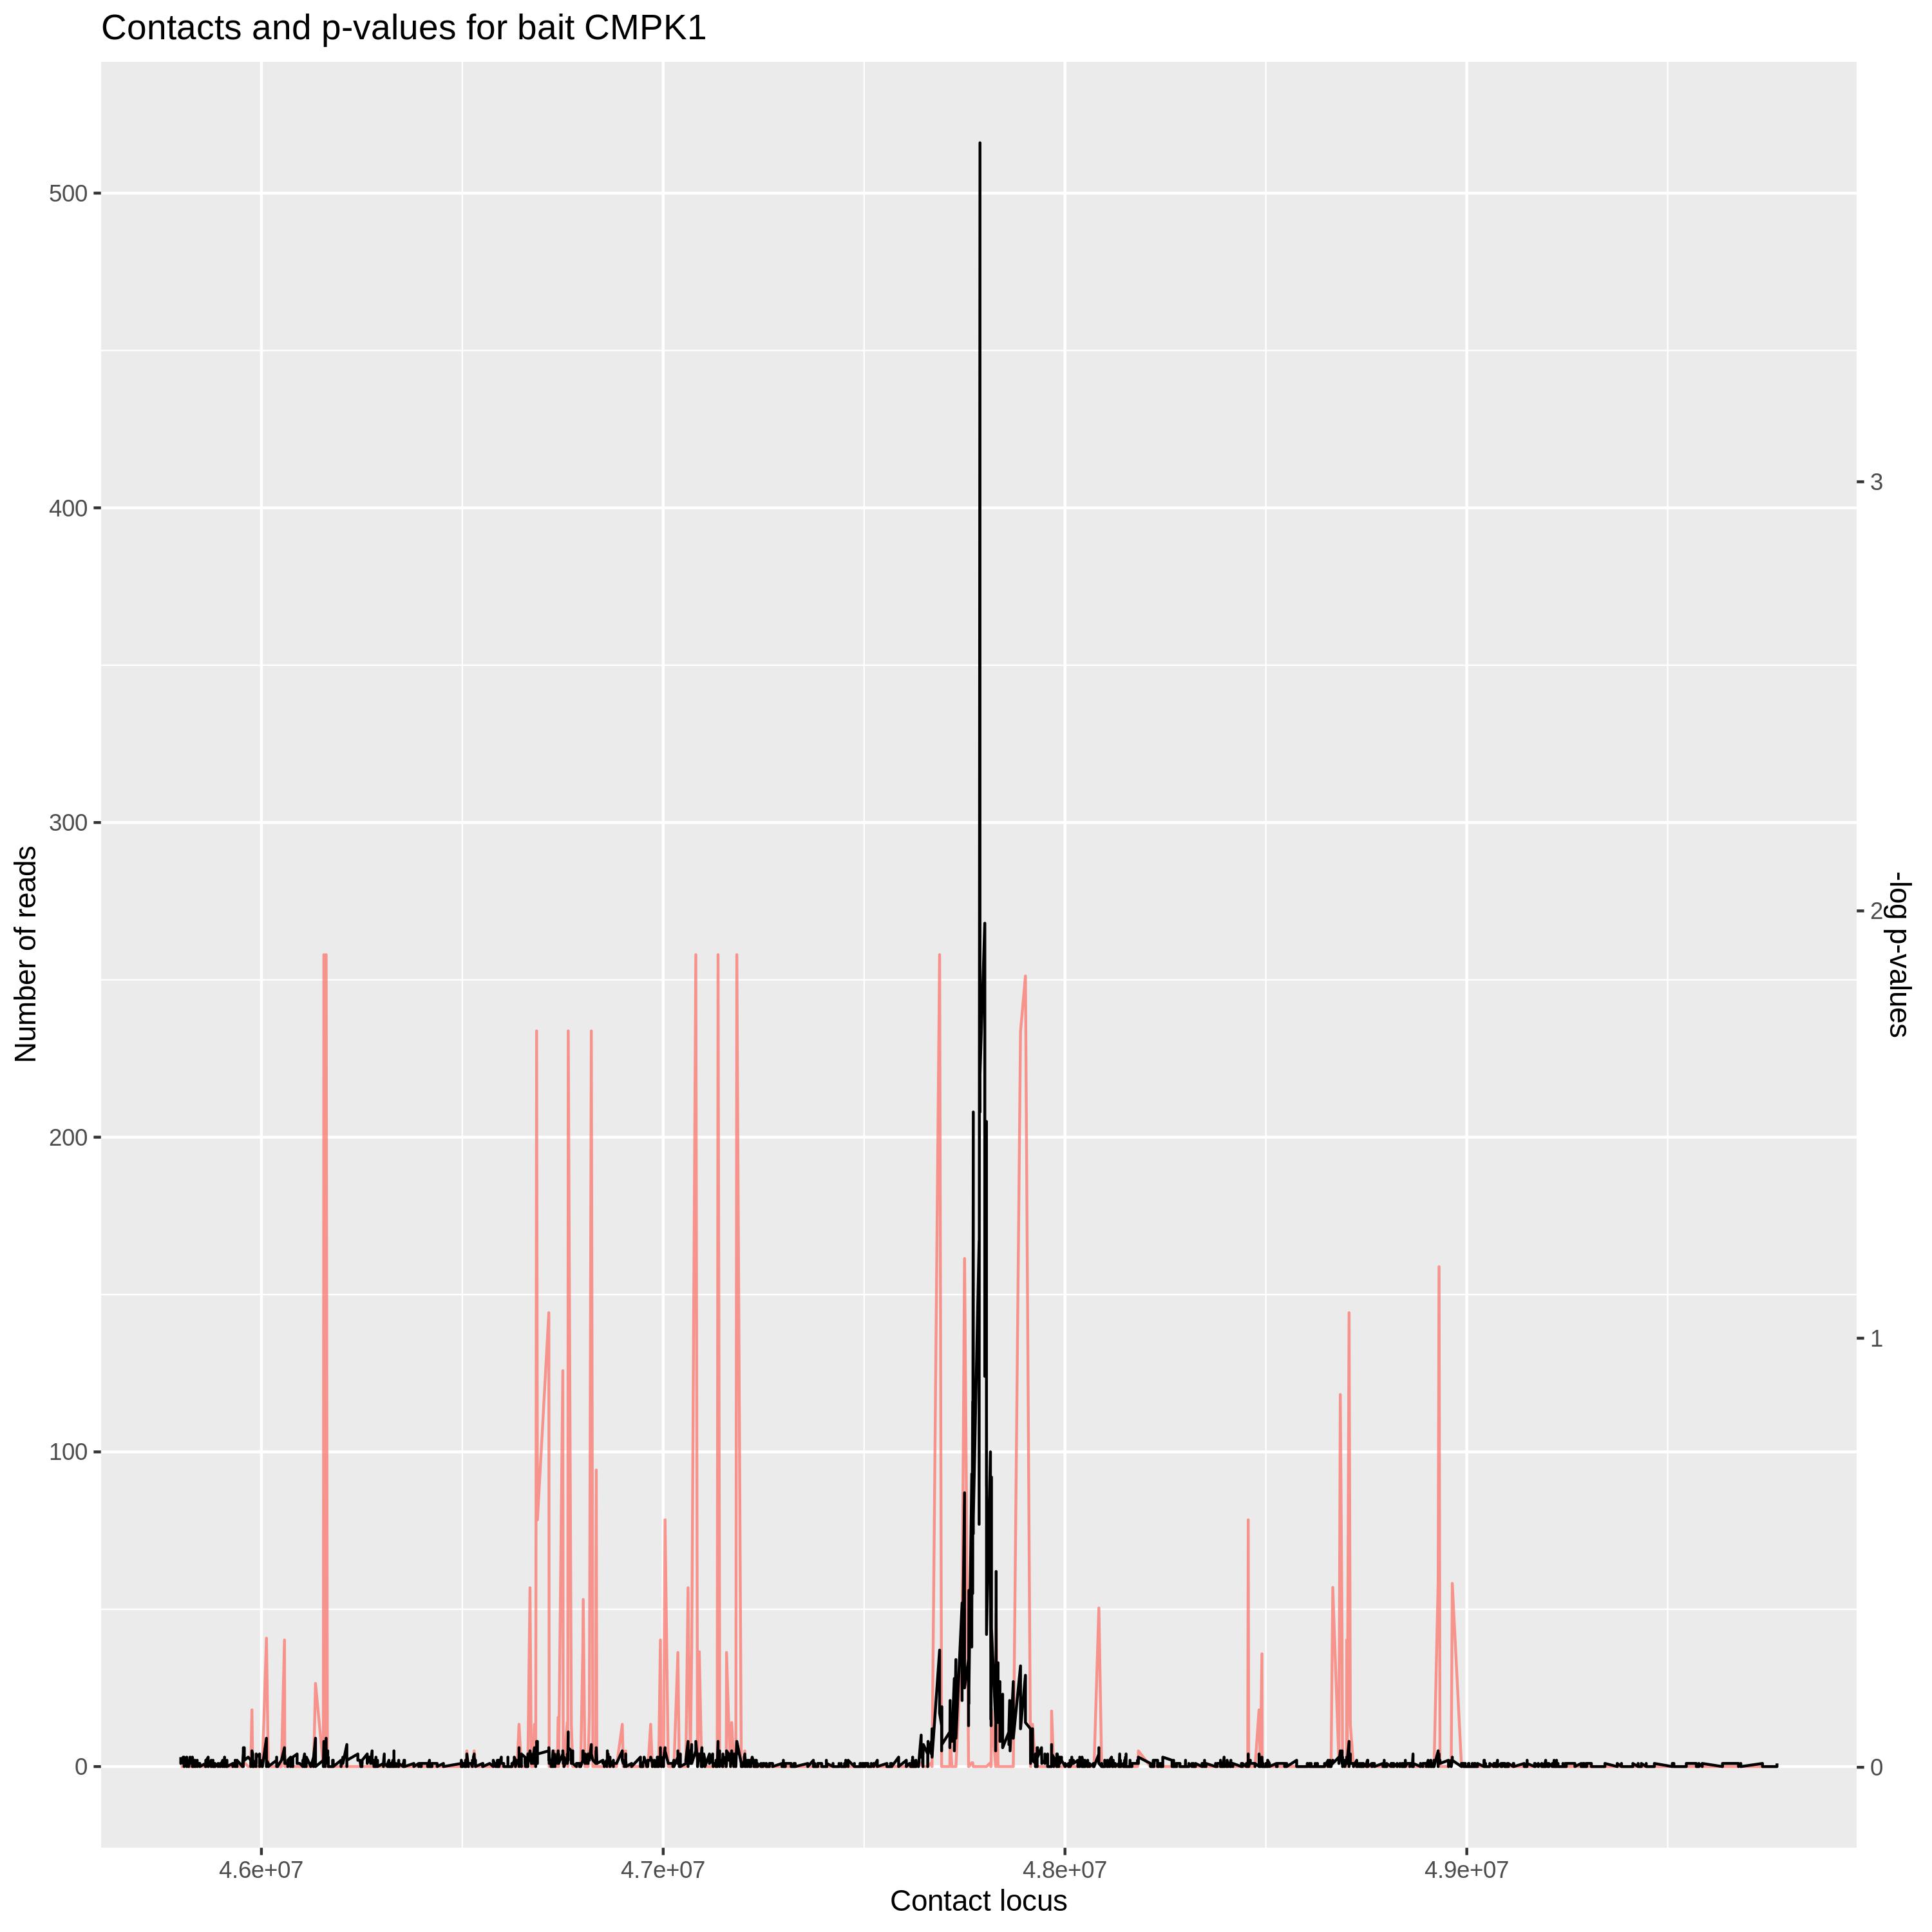 Contacts and p-values for bait CMPK1
500
400
300
200
100
0
Number of reads
3
2
1
0
-log p-values
4.6e+07
4.7e+07
4.8e+07
4.9e+07
Contact locus